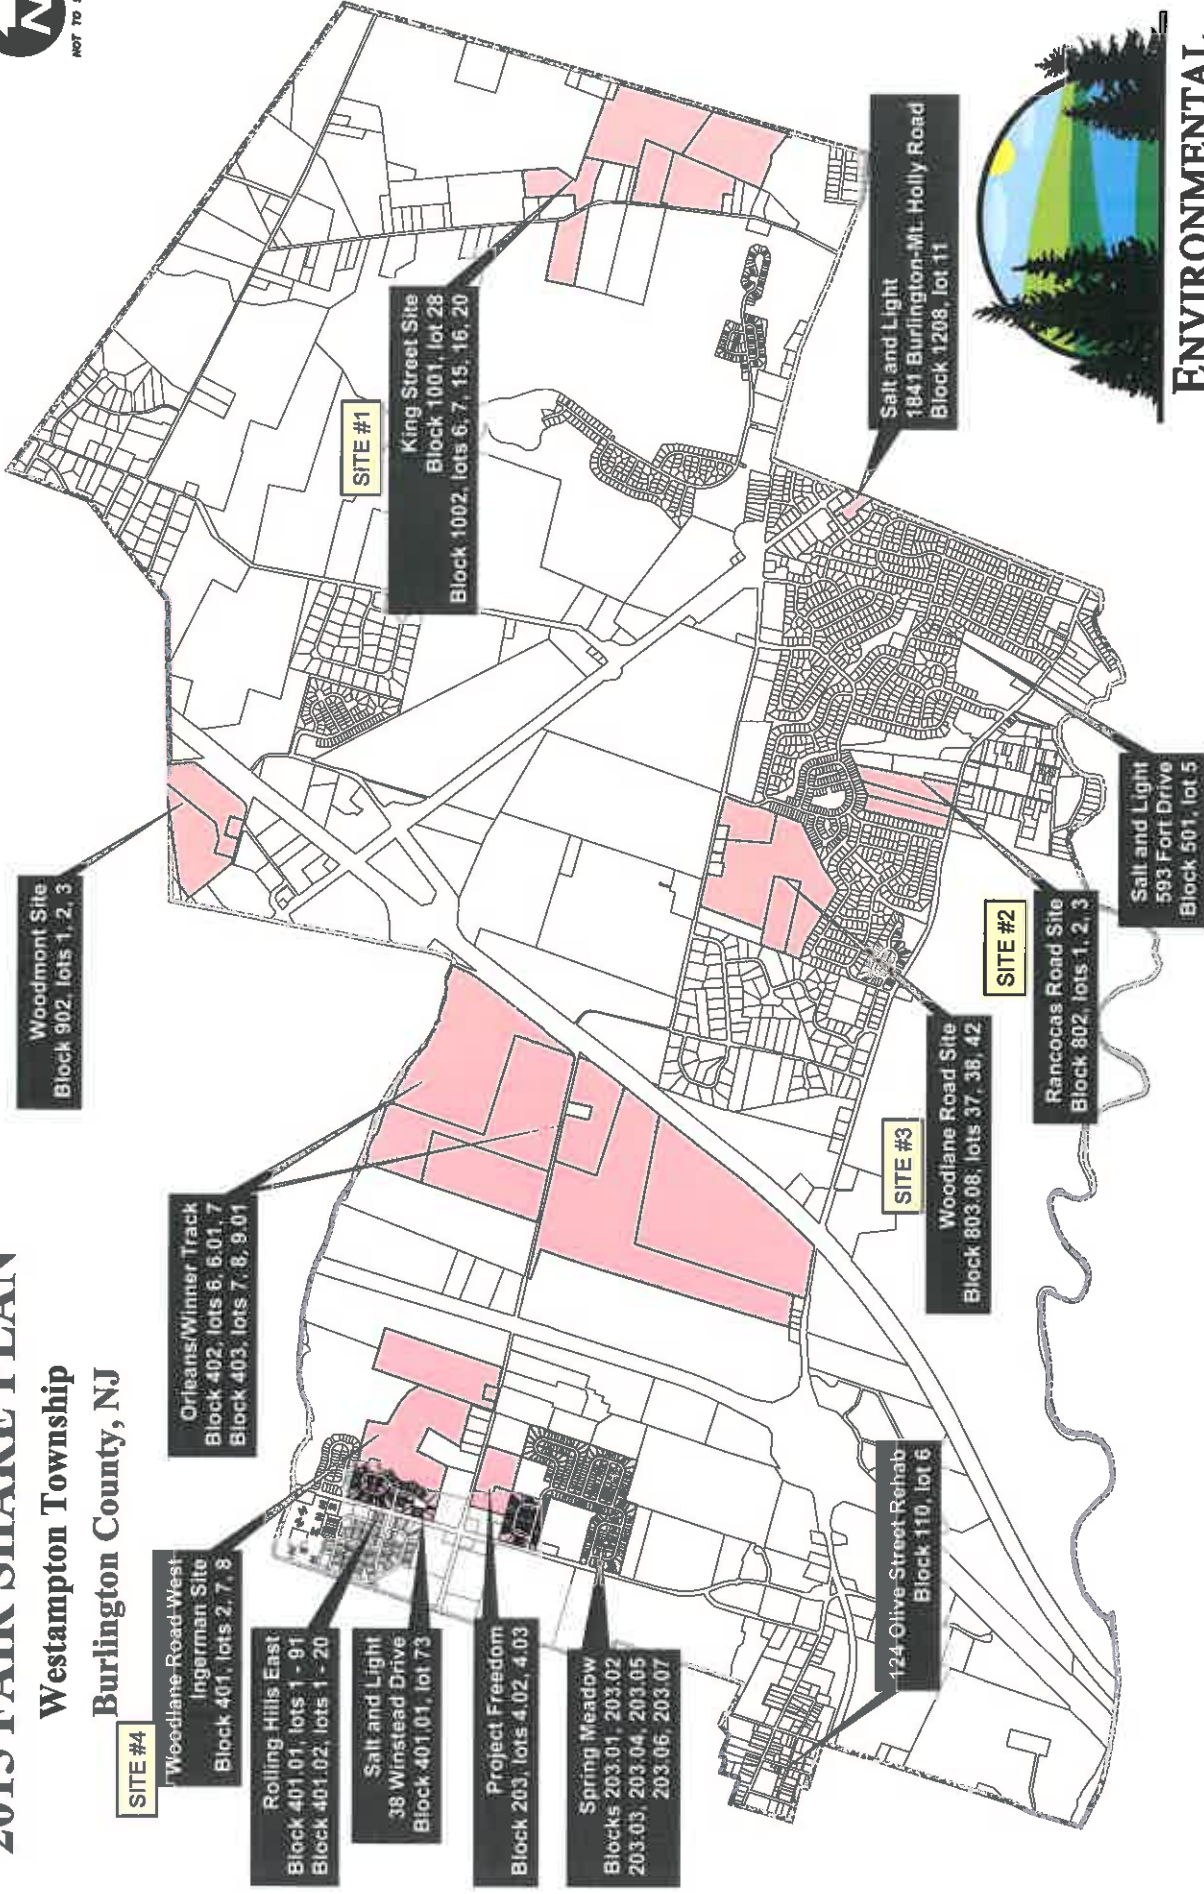 2015 FAIR SHARE PLAN
Westampton Township
Burlington County, NJ
N
NOT TO
SITE #4
Woodlane Road West
Ingerman Site
Block 401, lots 2, 7, 8
Rolling Hills East
Block 401.01, lots 1 - 91
Block 401.02, lots 1 - 20
Salt and Light
38 Winstead Drive
Block 401.01, lot 73
Project Freedom
Block 203, lots 4.02, 4.03
Spring Meadow
Blocks 203.01, 203.02
203.03, 203.04, 203.05
203.06, 203.07
Orleans/Winner Track
Block 402, lots 6, 6.01, 7
Block 403, lots 7, 8, 9.01
Woodmont Site
Block 902, lots 1, 2, 3
SITE #1
King Street Site
Block 1001, lot 28
Block 1002, lots 6, 7, 15, 16, 20
Salt and Light
1841 Burlington-Mt. Holly Road
Block 1208, lot 11
124 Olive Street Rehab
Block 110, lot 6
SITE #3
Woodlane Road Site
Block 803.08, lots 37, 38, 42
SITE #2
Rancocas Road Site
Block 802, lots 1, 2, 3
Salt and Light
593 Fort Drive
Block 501, lot 5
ENVIRONMENTAL